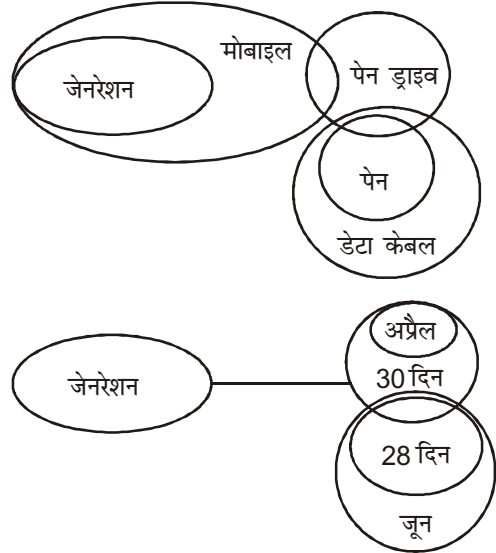 मोबाइल
जेनरेशन
पेन ड्राइव
पेन
डेटा केबल
अप्रैल
जेनरेशन
30 दिन
28 दिन
जून